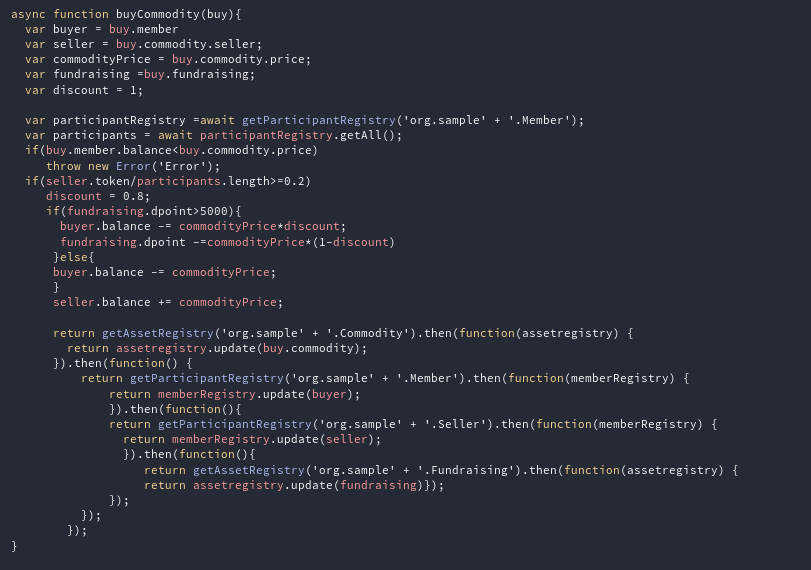 async function buyCommodity(buy){
var buyer = buy.member
var seller = buy.commodity.seller;
var commodityPrice = buy.commodity.price;
var fundraising =buy.fundraising;
var discount = 1;
var participantRegistry =await getParticipantRegistry('org.sample' + '.Member');
var participants = await participantRegistry.getAll();
if(buy.member.balance<buy.commodity.price)
throw new Error('Error');
if(seller.token/participants.length>=0.2)
discount = 0.8;
if(fundraising.dpoint>5000){
buyer.balance -= commodityPrice*discount;
fundraising.dpoint -=commodityPrice*(1-discount)
}else{
buyer.balance -= commodityPrice;
}
seller.balance += commodityPrice;
return getAssetRegistry('org.sample' + '.Commodity').then(function(assetregistry) {
return assetregistry.update(buy.commodity);
}).then(function() {
return getParticipantRegistry('org.sample' + '.Member').then(function(memberRegistry) {
return memberRegistry.update(buyer);
}).then(function(){
return getParticipantRegistry('org.sample' + '.Seller').then(function(memberRegistry) {
return memberRegistry.update(seller);
}).then(function(){
return getAssetRegistry('org.sample' + '.Fundraising').then(function(assetregistry) {
return assetregistry.update(fundraising)});
});
});
});
}